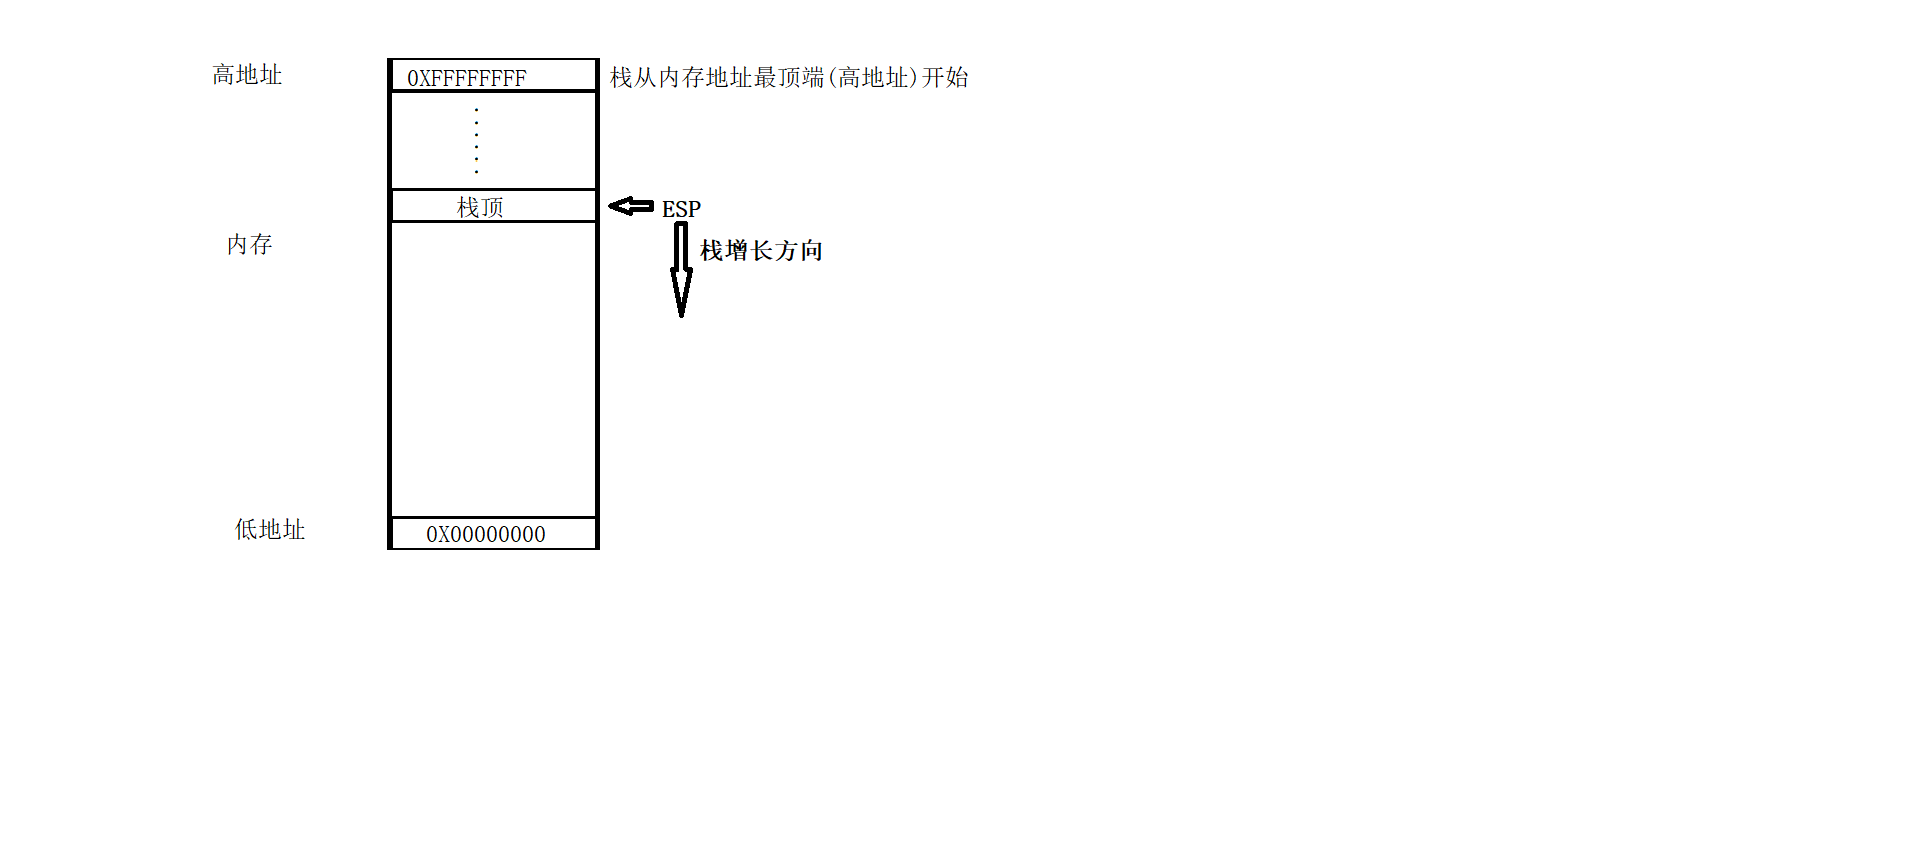 高地址
0XFFFFFFFF
栈从内存地址最顶端(高地址)开始
栈顶
ESP
内存
栈增长方向
低地址
0X00000000